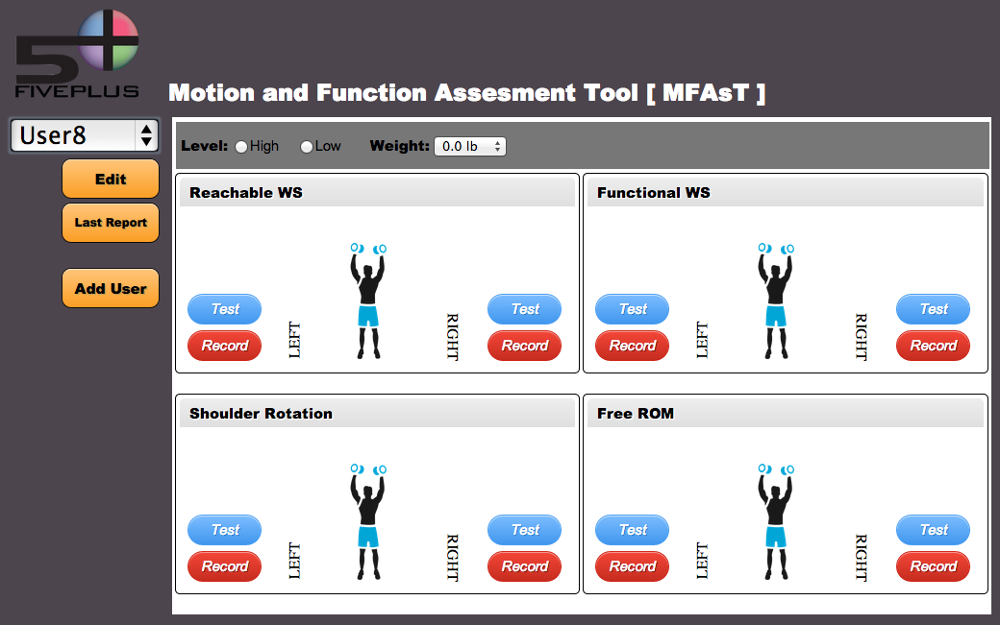 5+
FIVEPLUS
Motion and Function Assesment Tool [ MFAsT ]
User8
Edit
Last Report
Add User
Level: High Low Weight: 0.0 lb
Reachable WS
Test
Record
LEFT
RIGHT
Test
Record
Functional WS
Test
Record
LEFT
RIGHT
Test
Record
Shoulder Rotation
Test
Record
LEFT
RIGHT
Test
Record
Free ROM
Test
Record
LEFT
RIGHT
Test
Record